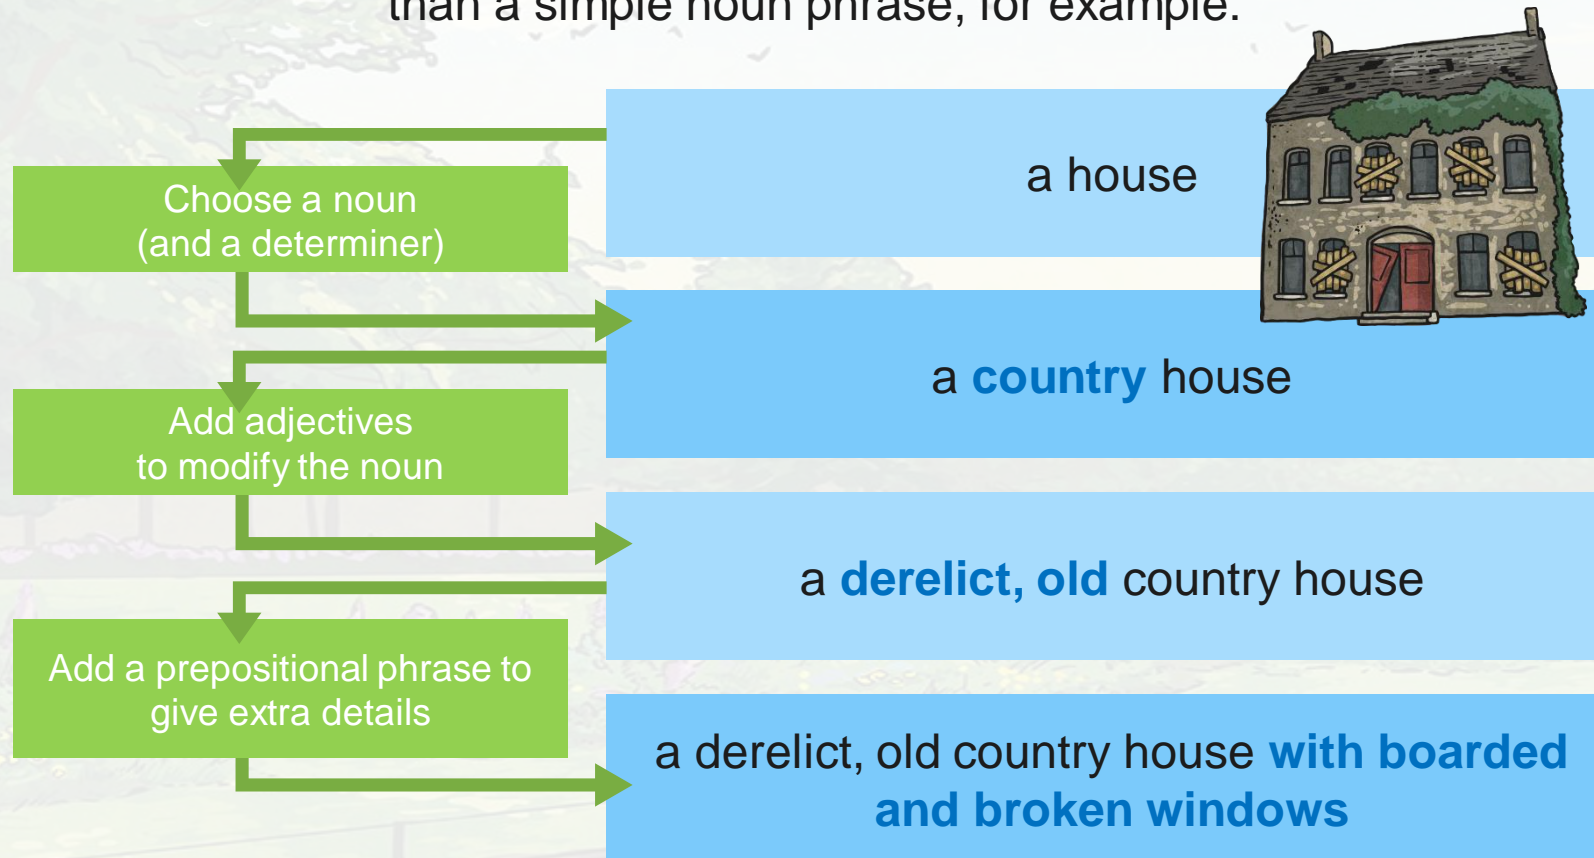 than a simple noun phrase, for example:
a house
Choose a noun
(and a determiner)
a country house
Add adjectives
to modify the noun
a derelict, old country house
Add a prepositional phrase to
give extra details
a derelict, old country house with boarded
and broken windows